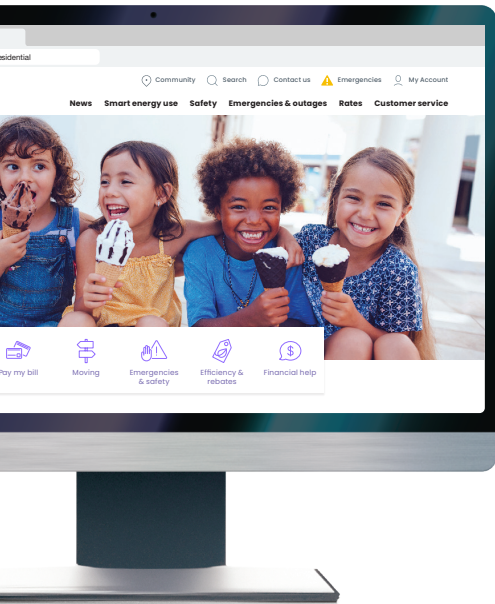 esidential
Community Search Contact us Emergencies My Account
News Smart energy use Safety Emergencies & outages Rates Customer service
Pay my bill Moving Emergencies & safety Efficiency & rebates Financial help